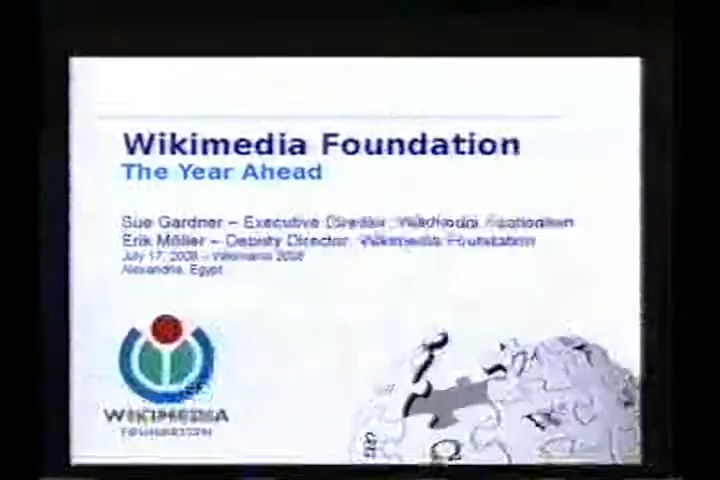 Wikimedia Foundation
The Year Ahead
Sue Gardner – Executive Director, Wikimedia Foundation
Erik Möller – Deputy Director, Wikimedia Foundation
July 17, 2008 – Wikimania 2008
Alexandria, Egypt
WIKIMEDIA
FOUNDATION